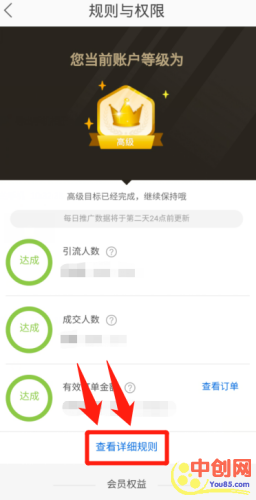 规则与权限
您当前账户等级为
高级
高级目标已经完成，继续保持哦
每日推广数据将于第二天24点前更新
达成
引流人数 ?
达成
成交人数 ?
达成
有效订单金额 ?
查看订单
查看详细规则
会员权益
中创网
You85.com